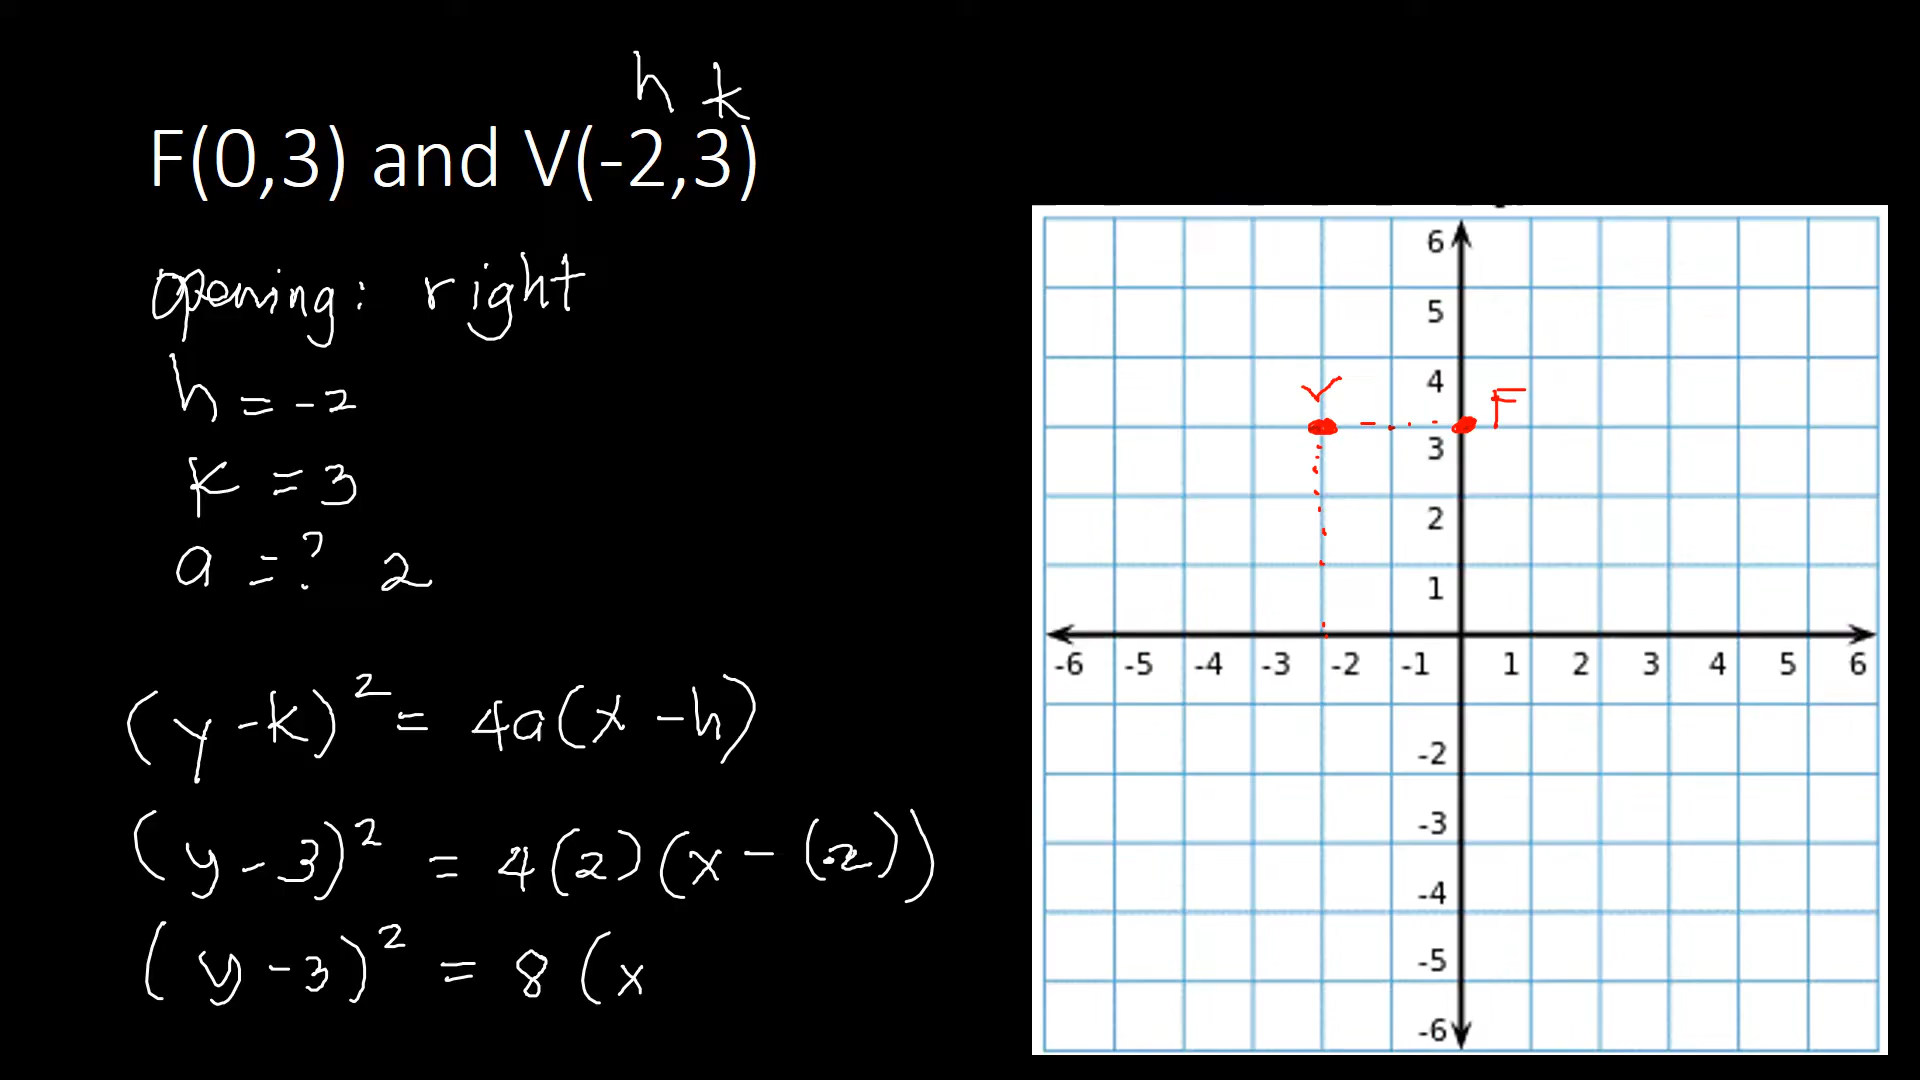 h k
F(0,3) and V(-2,3)
opening: right
h = -2
k = 3
a = ? 2
(y - k)² = 4a(x - h)
(y - 3)² = 4(2)(x - (-2))
(y - 3)² = 8(x
V
F
6
5
4
3
2
1
-6 -5 -4 -3 -2 -1 1 2 3 4 5 6
-2
-3
-4
-5
-6